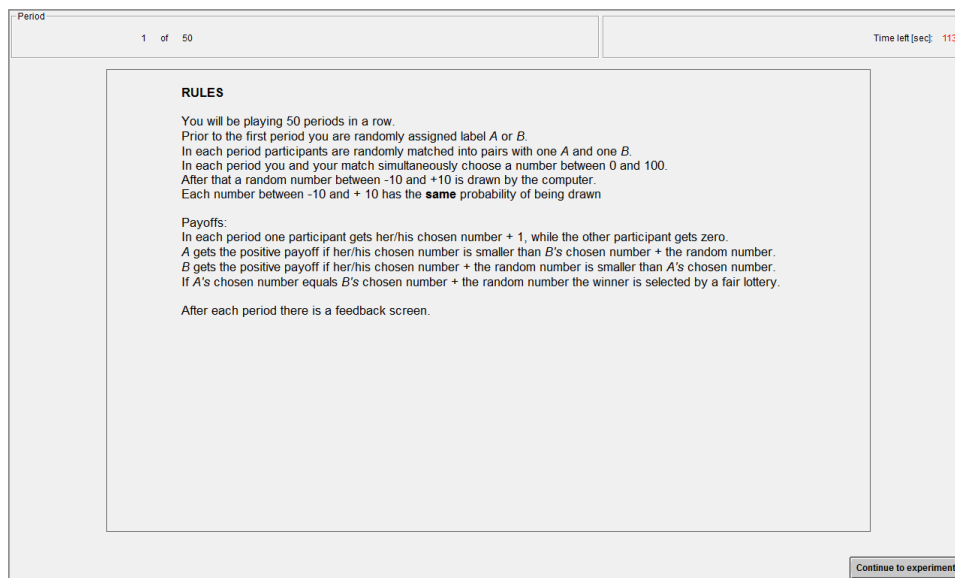 Period
1 of 50
Time left [sec]: 113
RULES
You will be playing 50 periods in a row.
Prior to the first period you are randomly assigned label A or B.
In each period participants are randomly matched into pairs with one A and one B.
In each period you and your match simultaneously choose a number between 0 and 100.
After that a random number between -10 and +10 is drawn by the computer.
Each number between -10 and + 10 has the same probability of being drawn
Payoffs:
In each period one participant gets her/his chosen number + 1, while the other participant gets zero.
A gets the positive payoff if her/his chosen number is smaller than B's chosen number + the random number.
B gets the positive payoff if her/his chosen number + the random number is smaller than A's chosen number.
If A's chosen number equals B's chosen number + the random number the winner is selected by a fair lottery.
After each period there is a feedback screen.
Continue to experiment